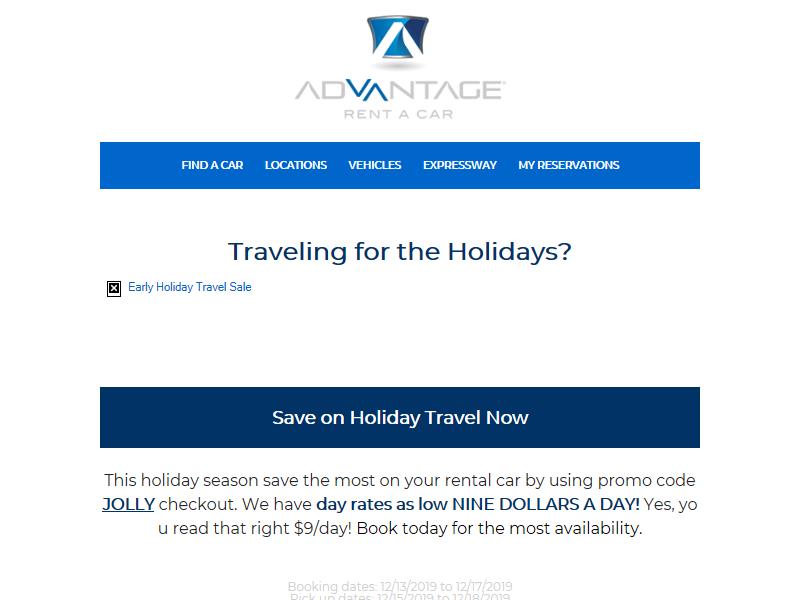 ADVANTAGE
RENT A CAR
FIND A CAR LOCATIONS VEHICLES EXPRESSWAY MY RESERVATIONS
Traveling for the Holidays?
Early Holiday Travel Sale
Save on Holiday Travel Now
This holiday season save the most on your rental car by using promo code
JOLLY checkout. We have day rates as low NINE DOLLARS A DAY! Yes, yo
u read that right $9/day! Book today for the most availability.
Booking dates: 12/13/2019 to 12/17/2019
Pick up dates: 12/15/2019 to 12/18/2019